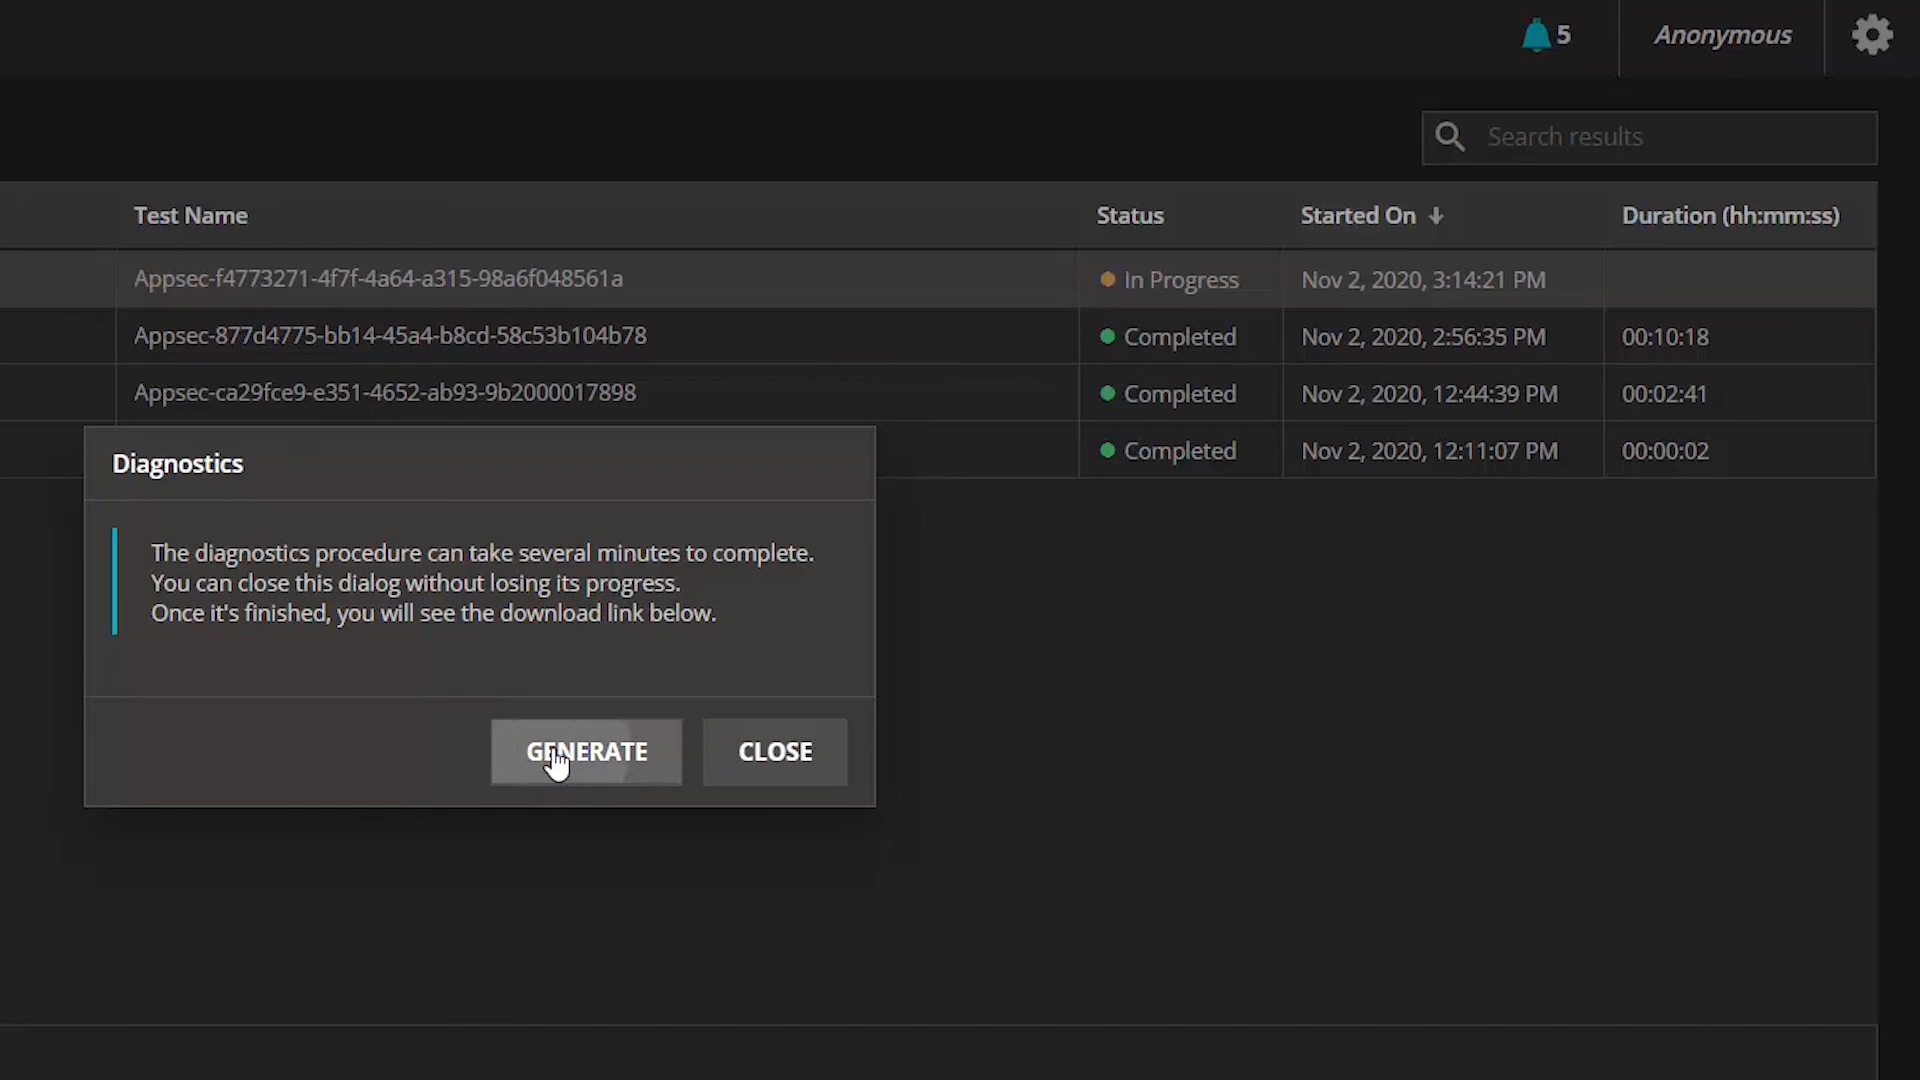 5
Anonymous
Search results
Test Name Status Started On Duration (hh:mm:ss)
Appsec-f4773271-4f7f-4a64-a315-98a6f048561a In Progress Nov 2, 2020, 3:14:21 PM
Appsec-877d4775-bb14-45a4-b8cd-58c53b104b78 Completed Nov 2, 2020, 2:56:35 PM 00:10:18
Appsec-ca29fce9-e351-4652-ab93-9b2000017898 Completed Nov 2, 2020, 12:44:39 PM 00:02:41
Completed Nov 2, 2020, 12:11:07 PM 00:00:02
Diagnostics
The diagnostics procedure can take several minutes to complete.
You can close this dialog without losing its progress.
Once it's finished, you will see the download link below.
GENERATE CLOSE